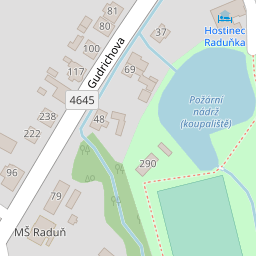 80
81
80
37
Hostinec
Raduňka
100
Gudrichova
69
117
4645
Požární
nádrž
(koupaliště)
238
48
222
290
96
79
MŠ Raduň